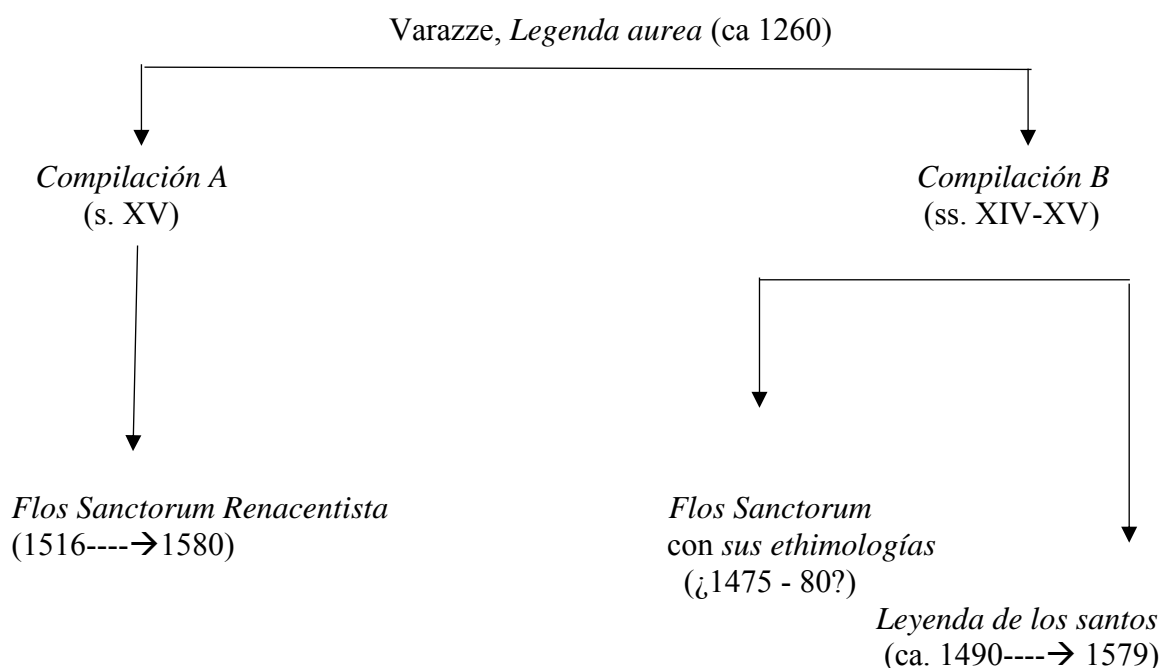 Varazze, Legenda aurea (ca 1260)
Compilación A
(s. XV)
Compilación B
(ss. XIV-XV)
Flos Sanctorum Renacentista
(1516----→1580)
Flos Sanctorum
con sus ethimologías
(¿1475 - 80?)
Leyenda de los santos
(ca. 1490----→ 1579)